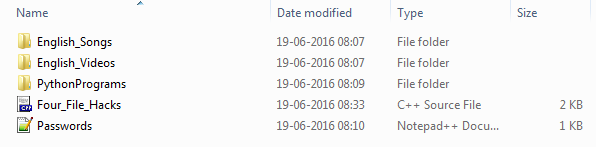 Name Date modified Type Size
English_Songs 19-06-2016 08:07 File folder
English_Videos 19-06-2016 08:07 File folder
PythonPrograms 19-06-2016 08:09 File folder
Four_File_Hacks 19-06-2016 08:33 C++ Source File 2 KB
Passwords 19-06-2016 08:10 Notepad++ Docu... 1 KB